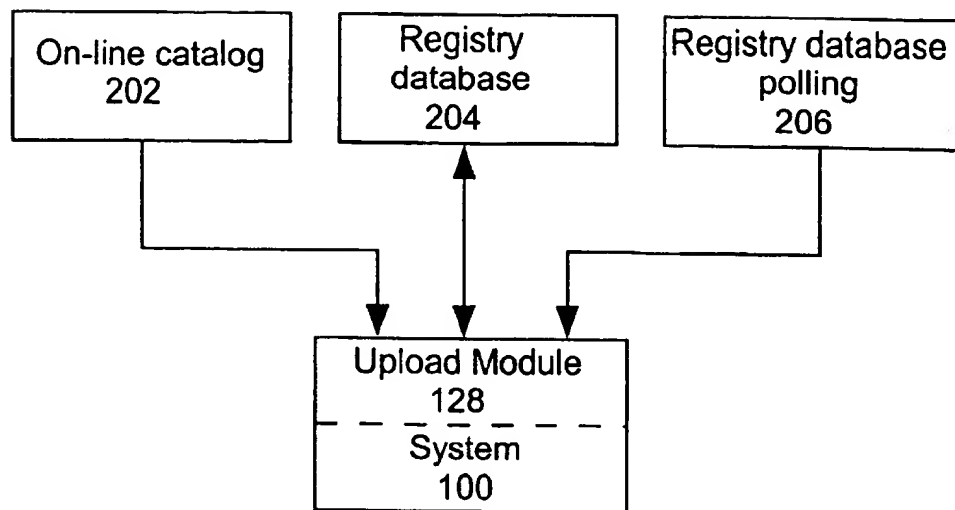 On-line catalog
202
Registry
database
204
Registry database
polling
206
Upload Module
128
System
100